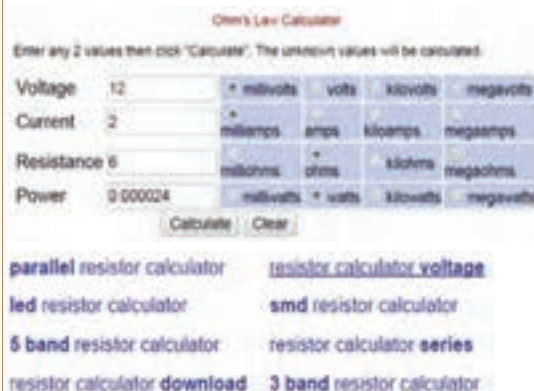 Ohm's Law Calculator
Enter any 2 values then click "Calculate". The unknown values will be calculated.
Voltage 12 millivolts volts kilovolts megavolts
Current 2 milliamps amps kiloamps megaamps
Resistance 6 milliohms ohms kilohms megaohms
Power 0.000024 milliwatts watts kilowatts megawatts
Calculate Clear
parallel resistor calculator resistor calculator voltage
led resistor calculator smd resistor calculator
5 band resistor calculator resistor calculator series
resistor calculator download 3 band resistor calculator